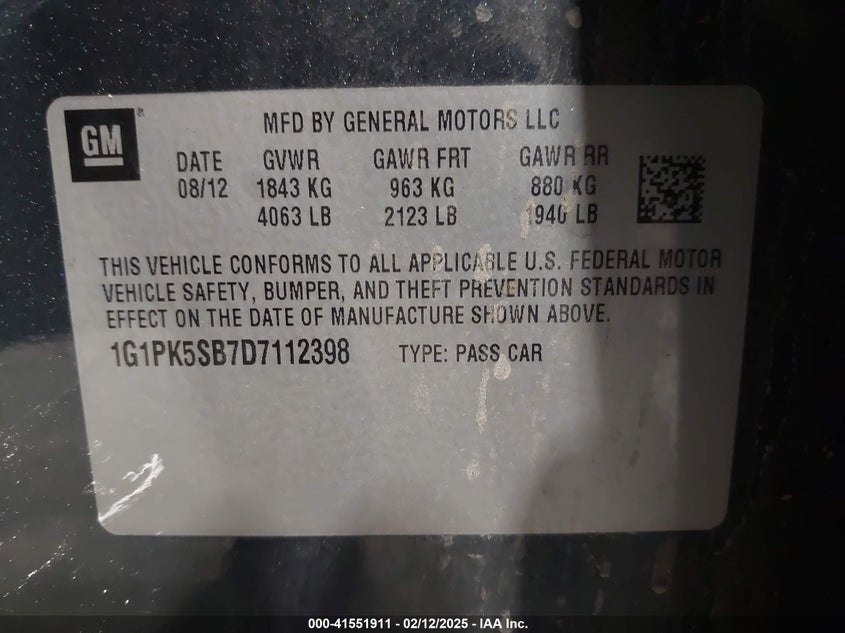 GM ®
MFD BY GENERAL MOTORS LLC
DATE GVWR GAWR FRT GAWR RR
08/12 1843 KG 963 KG 880 KG
4063 LB 2123 LB 1940 LB
THIS VEHICLE CONFORMS TO ALL APPLICABLE U.S. FEDERAL MOTOR
VEHICLE SAFETY, BUMPER, AND THEFT PREVENTION STANDARDS IN
EFFECT ON THE DATE OF MANUFACTURE SHOWN ABOVE.
1G1PK5SB7D7112398 TYPE: PASS CAR
000-41551911 - 02/12/2025 - IAA Inc.